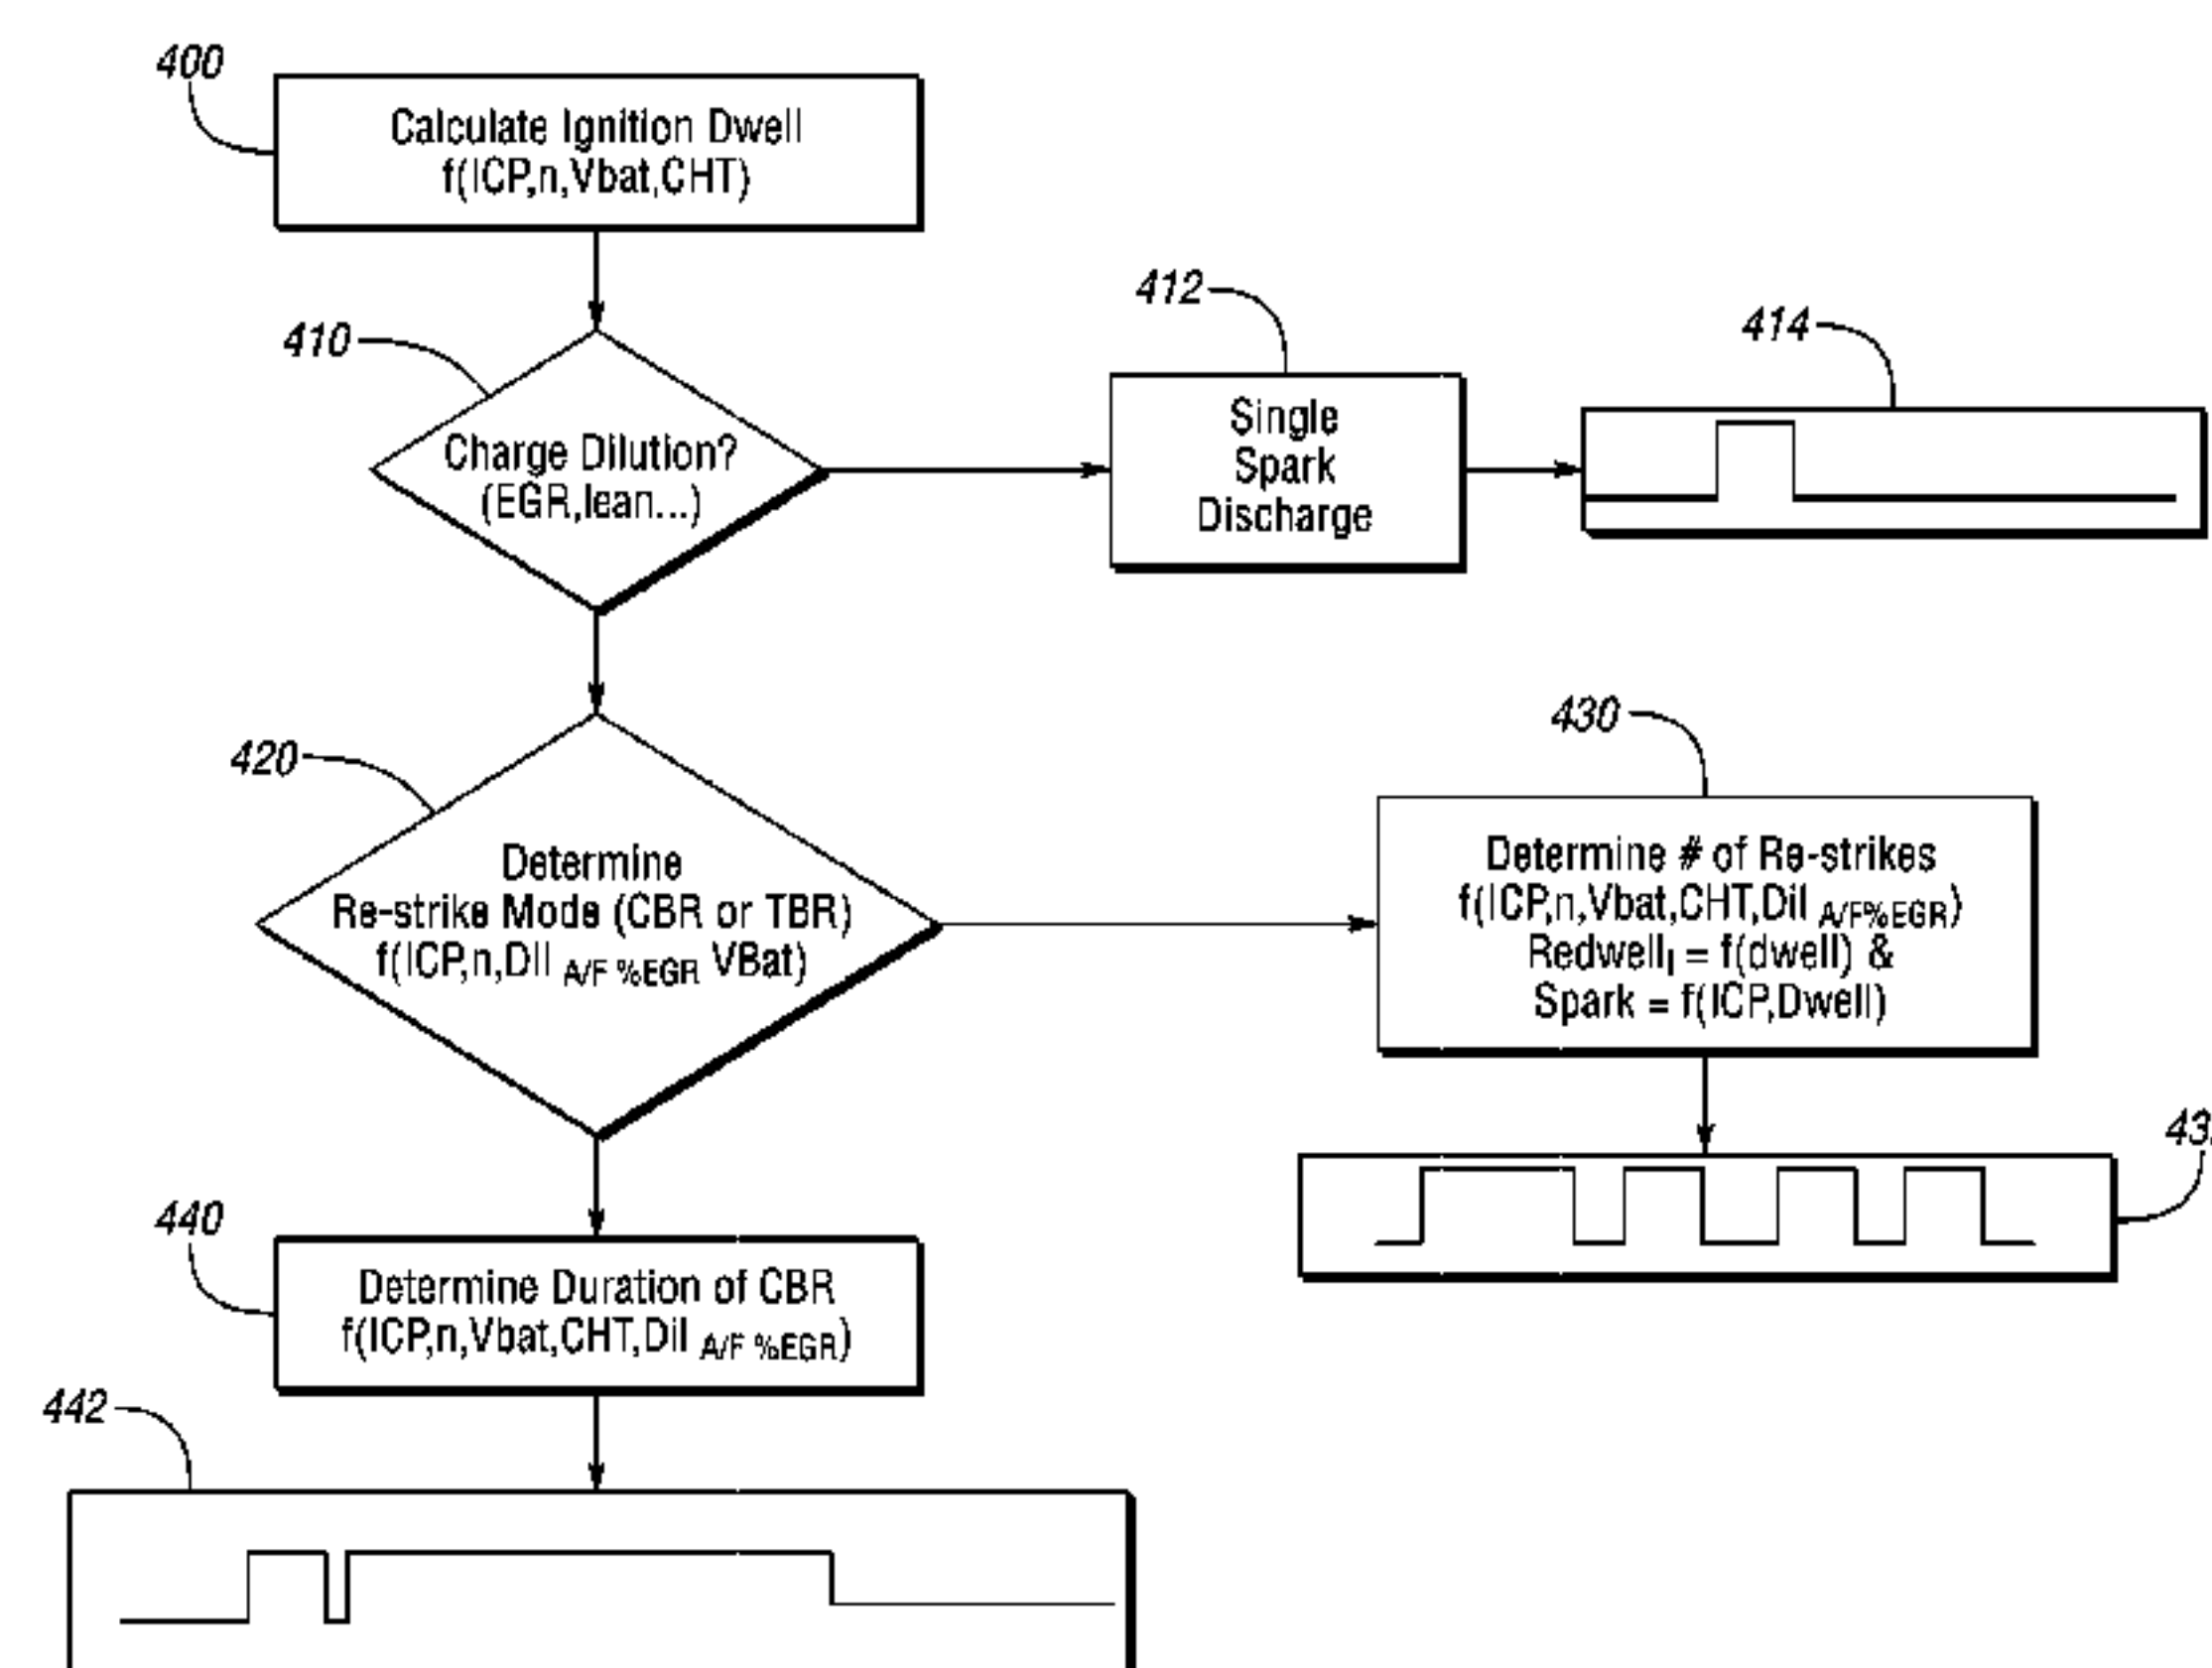 400
Calculate Ignition Dwell
f(ICP,n,Vbat,CHT)
410
Charge Dilution?
(EGR,lean...)
412
Single
Spark
Discharge
414
420
Determine
Re-strike Mode (CBR or TBR)
f(ICP,n,Dil A/F %EGR VBat)
430
Determine # of Re-strikes
f(ICP,n,Vbat,CHT,Dil A/F%EGR)
Redwell_I = f(dwell) &
Spark = f(ICP,Dwell)
440
Determine Duration of CBR
f(ICP,n,Vbat,CHT,Dil A/F %EGR)
442